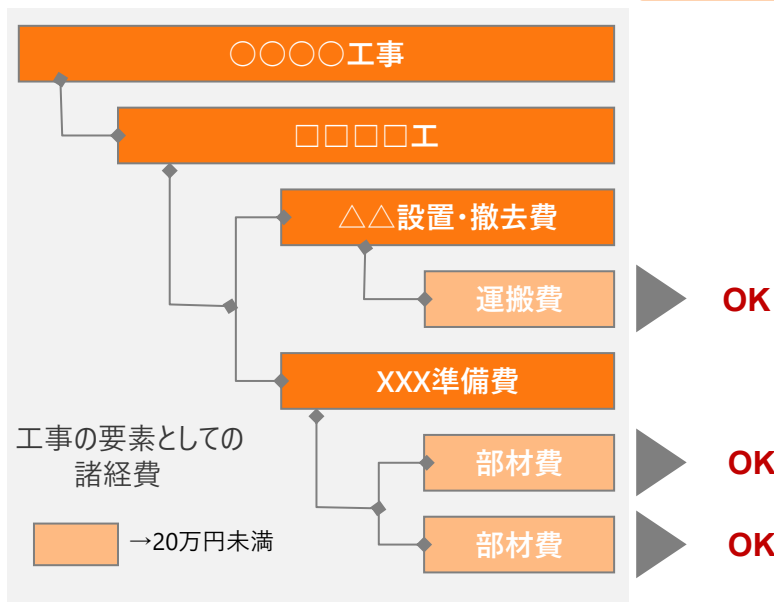 ○○○○工事
□□□□工
△△設置・撤去費
運搬費
OK
XXX準備費
工事の要素としての
諸経費
部材費
OK
→20万円未満
部材費
OK